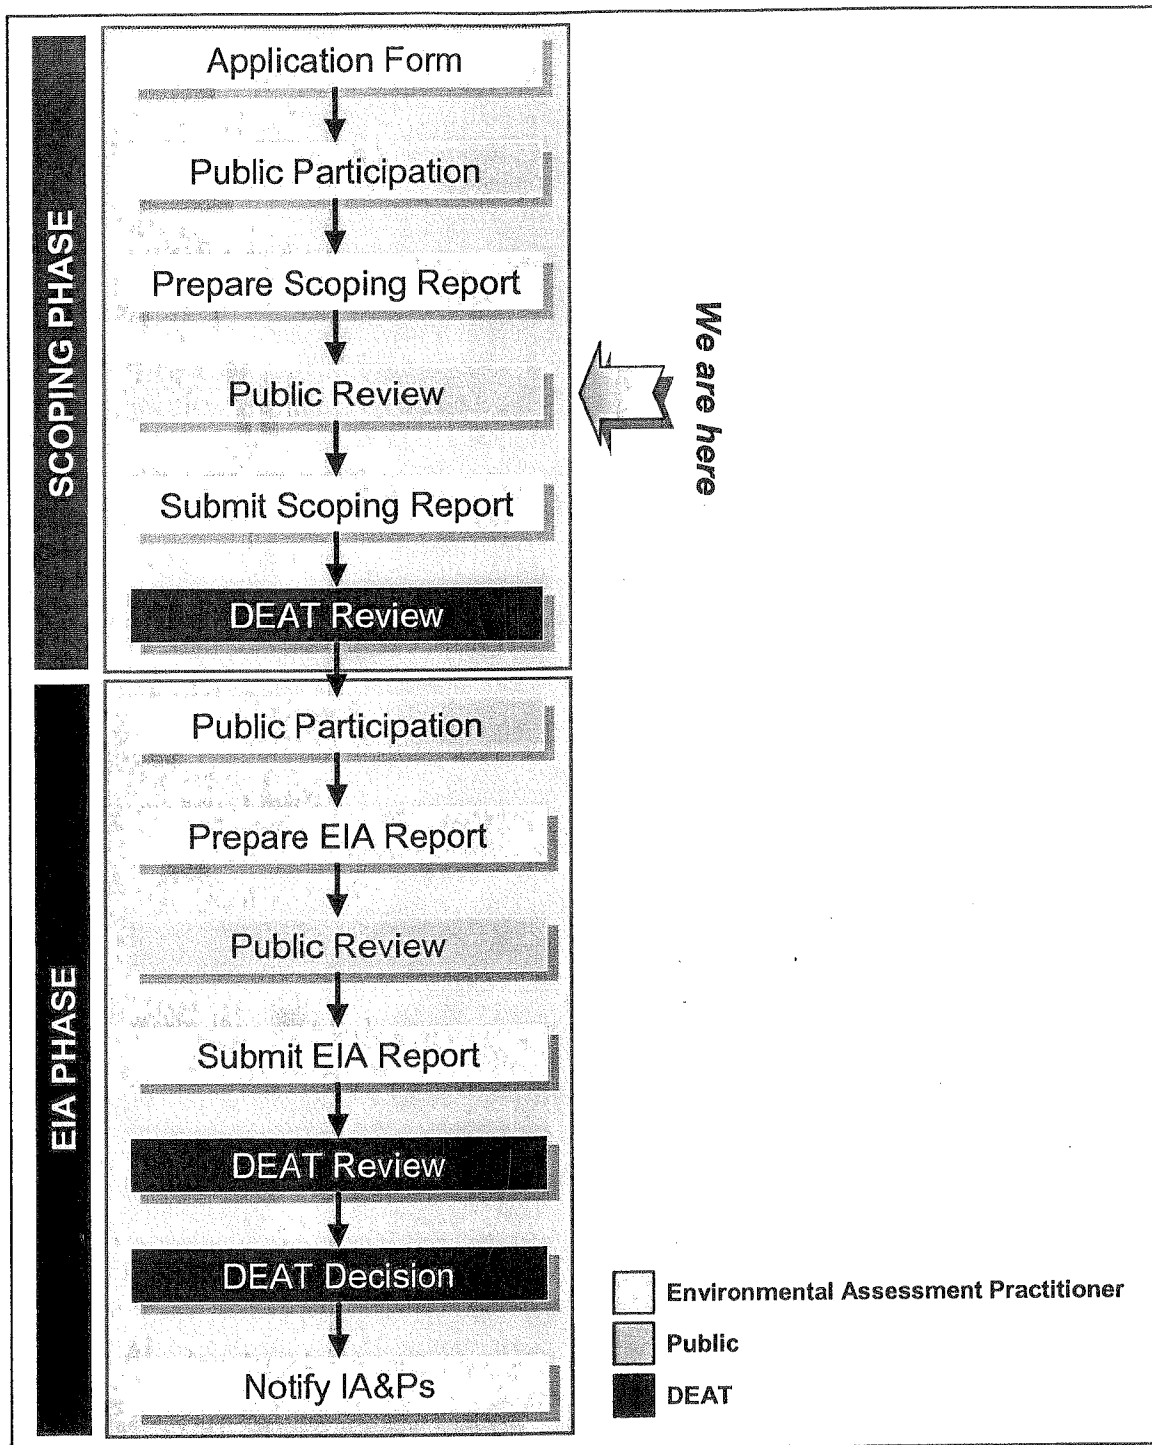 SCOPING PHASE
Application Form
Public Participation
Prepare Scoping Report
Public Review
Submit Scoping Report
DEAT Review
We are here
EIA PHASE
Public Participation
Prepare EIA Report
Public Review
Submit EIA Report
DEAT Review
DEAT Decision
Notify IA&Ps
Environmental Assessment Practitioner
Public
DEAT